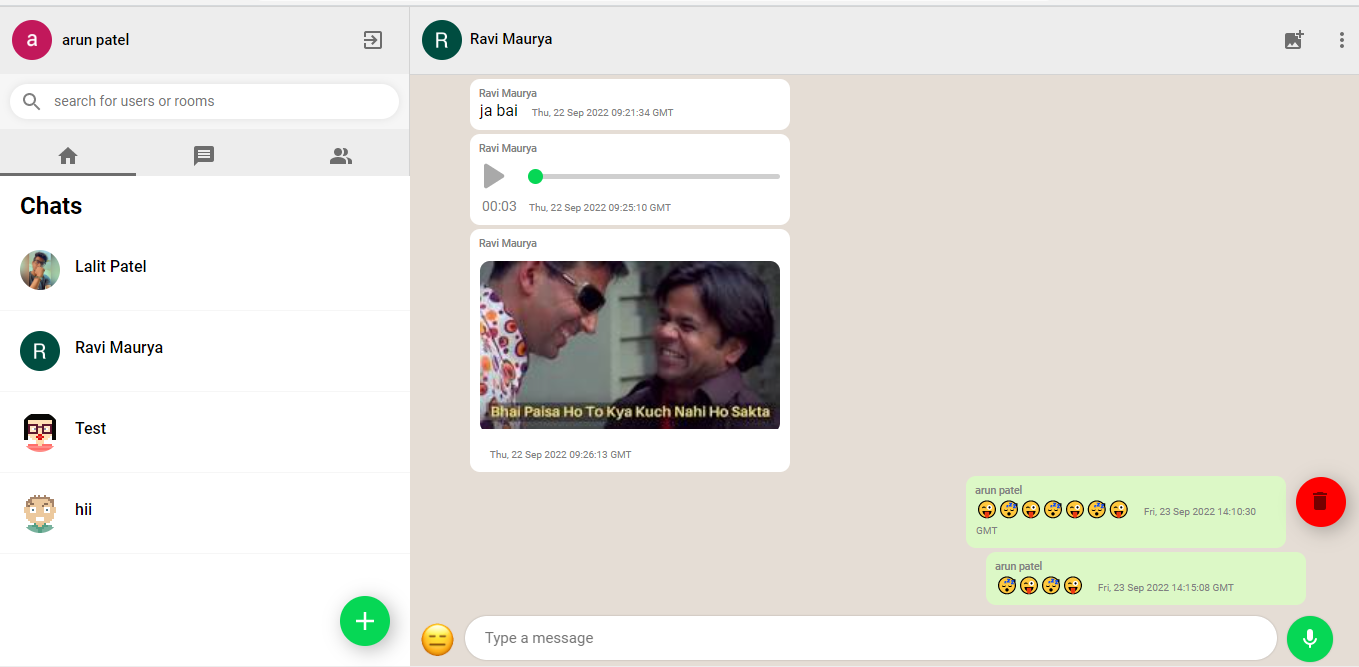 a
arun patel
search for users or rooms
Chats
Lalit Patel
R
Ravi Maurya
Test
hii
R
Ravi Maurya
Ravi Maurya
ja bai Thu, 22 Sep 2022 09:21:34 GMT
Ravi Maurya
00:03 Thu, 22 Sep 2022 09:25:10 GMT
Ravi Maurya
Bhai Paisa Ho To Kya Kuch Nahi Ho Sakta
Thu, 22 Sep 2022 09:26:13 GMT
arun patel
😜😴😜😴😜😴😜 Fri, 23 Sep 2022 14:10:30
GMT
arun patel
😴😜😴😜 Fri, 23 Sep 2022 14:15:08 GMT
Type a message